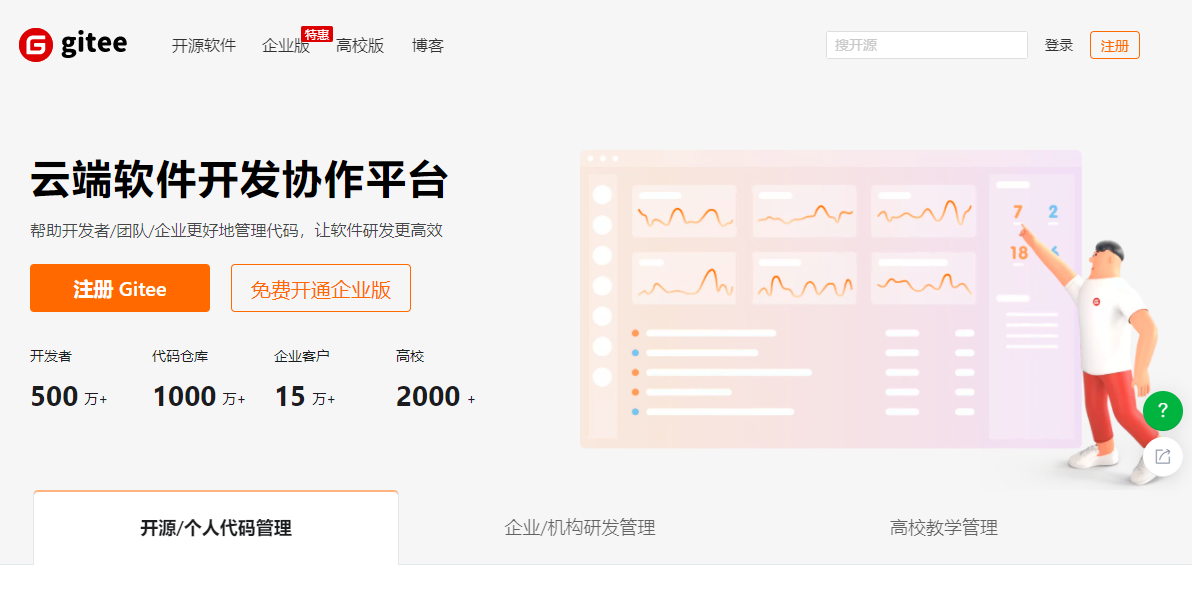 gitee 开源软件 企业版 特惠 高校版 博客 搜开源 登录 注册
云端软件开发协作平台
帮助开发者/团队/企业更好地管理代码，让软件研发更高效
注册 Gitee 免费开通企业版
开发者 代码仓库 企业客户 高校
500 万+ 1000 万+ 15 万+ 2000 +
7 2
18 6
?
开源/个人代码管理 企业/机构研发管理 高校教学管理